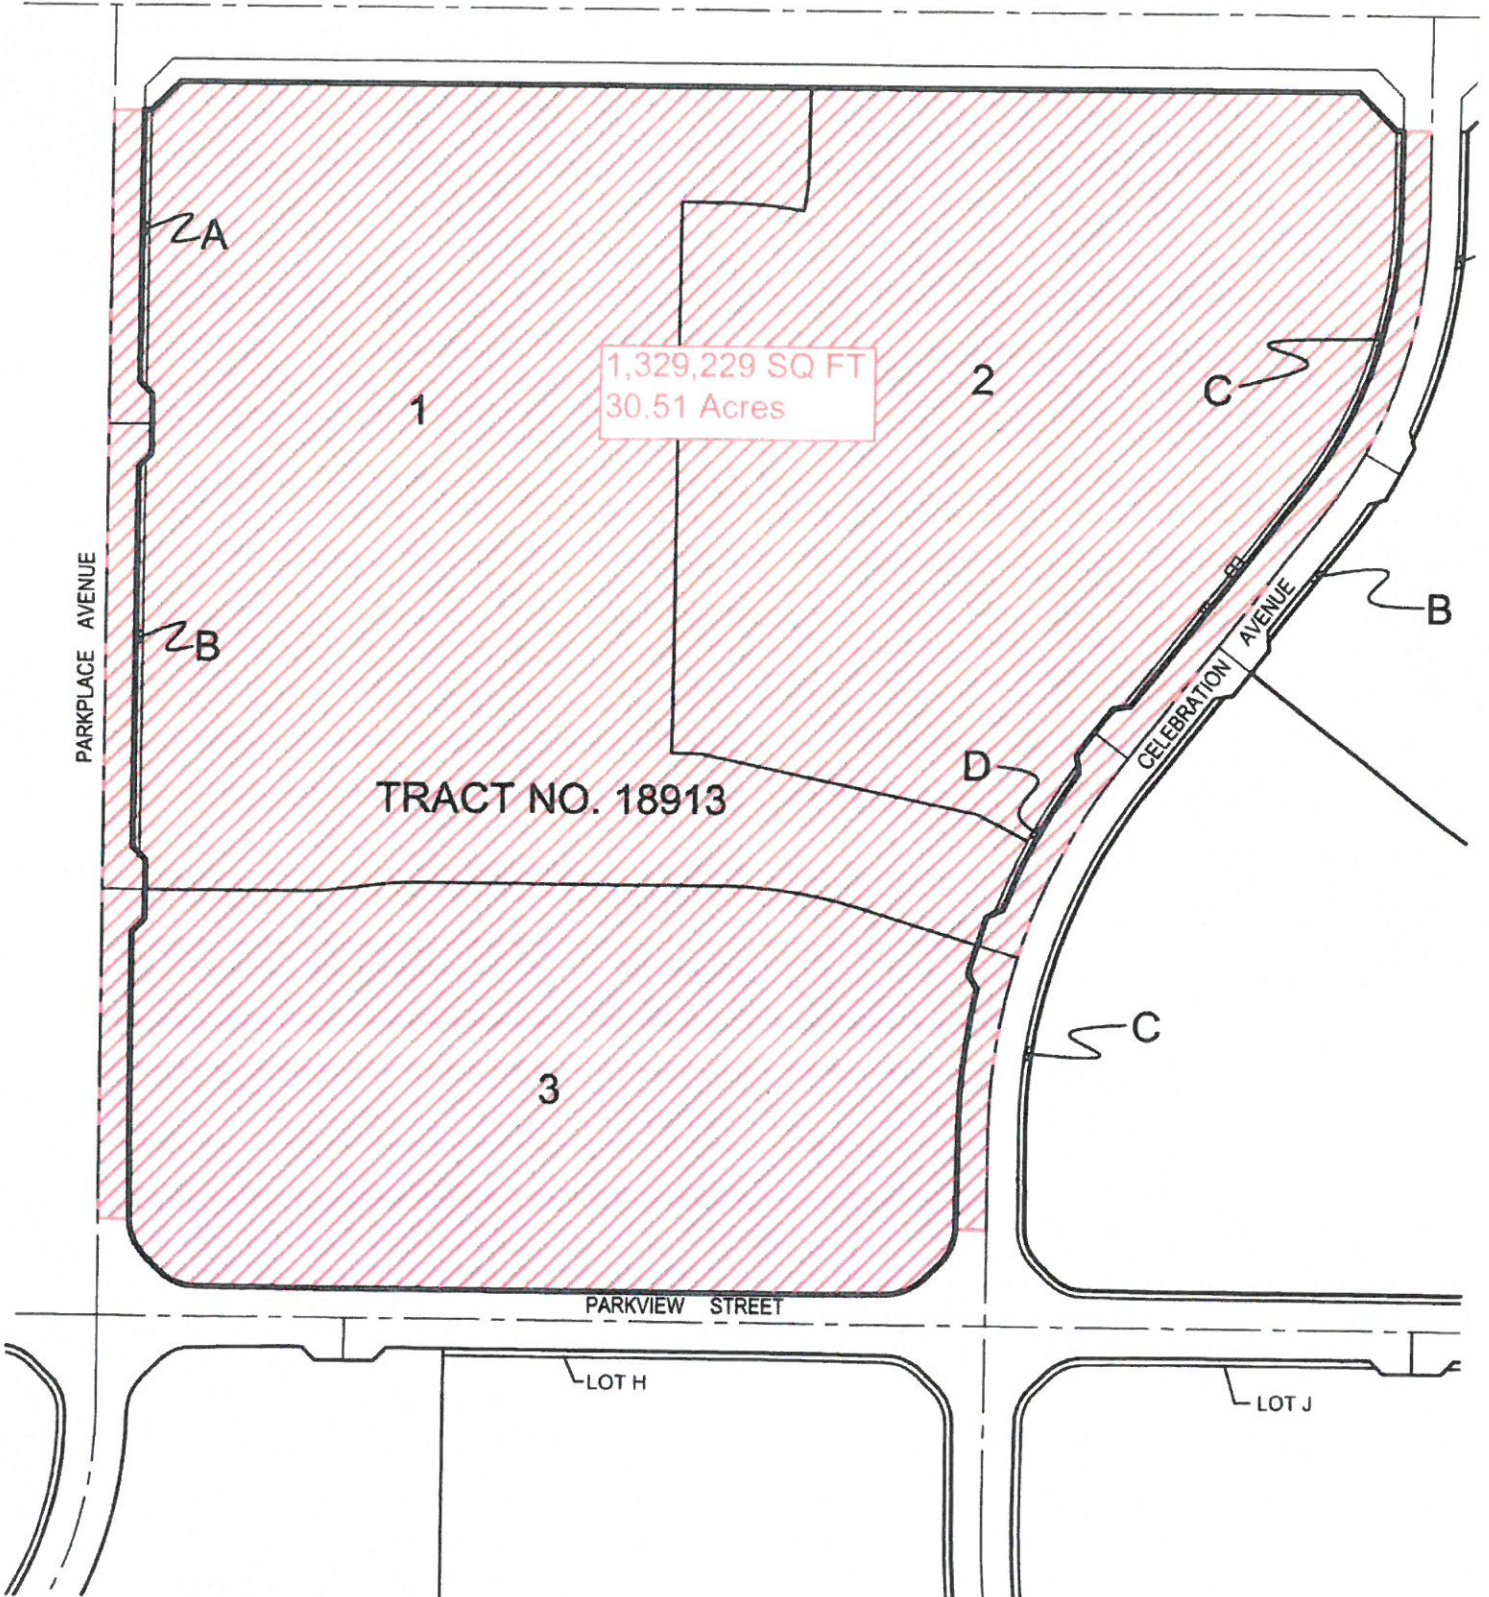 A
1,329,229 SQ FT
30.51 Acres
1
2
C
PARKPLACE AVENUE
B
CELEBRATION AVENUE
B
D
TRACT NO. 18913
C
3
PARKVIEW STREET
LOT H
LOT J